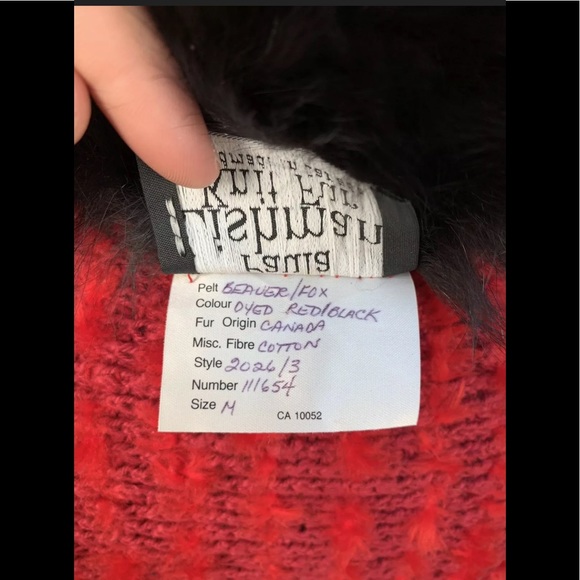 Paula
Lishman
Knit Fur
Pelt BEAVER/FOX
Colour DYED RED/BLACK
Fur Origin CANADA
Misc. Fibre COTTON
Style 2026/3
Number 111654
Size M
CA 10052